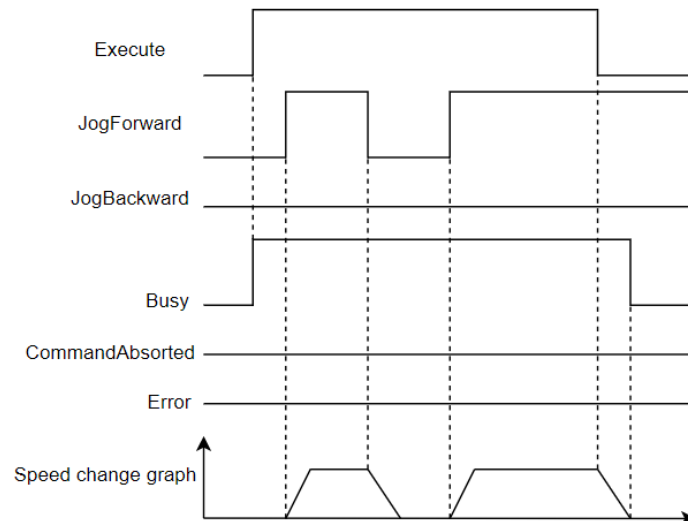 Execute
JogForward
JogBackward
Busy
CommandAbsorted
Error
Speed change graph